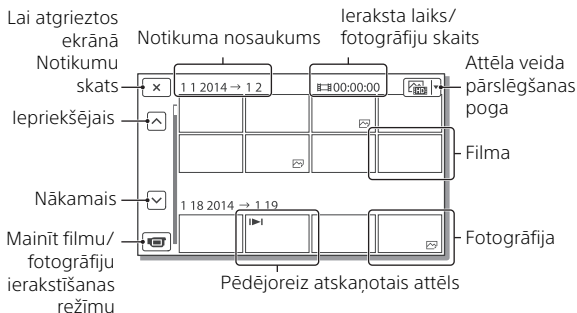 Lai atgrieztos
ekrānā
Notikumu
skats
Notikuma nosaukums
Ieraksta laiks/
fotogrāfiju skaits
Attēla veida
pārslēgšanas
poga
1 1 2014 → 1 2
00:00:00
Iepriekšējais
Filma
Nākamais
1 18 2014 → 1 19
Mainīt filmu/
fotogrāfiju
ierakstīšanas
režīmu
Fotogrāfija
Pēdējoreiz atskaņotais attēls